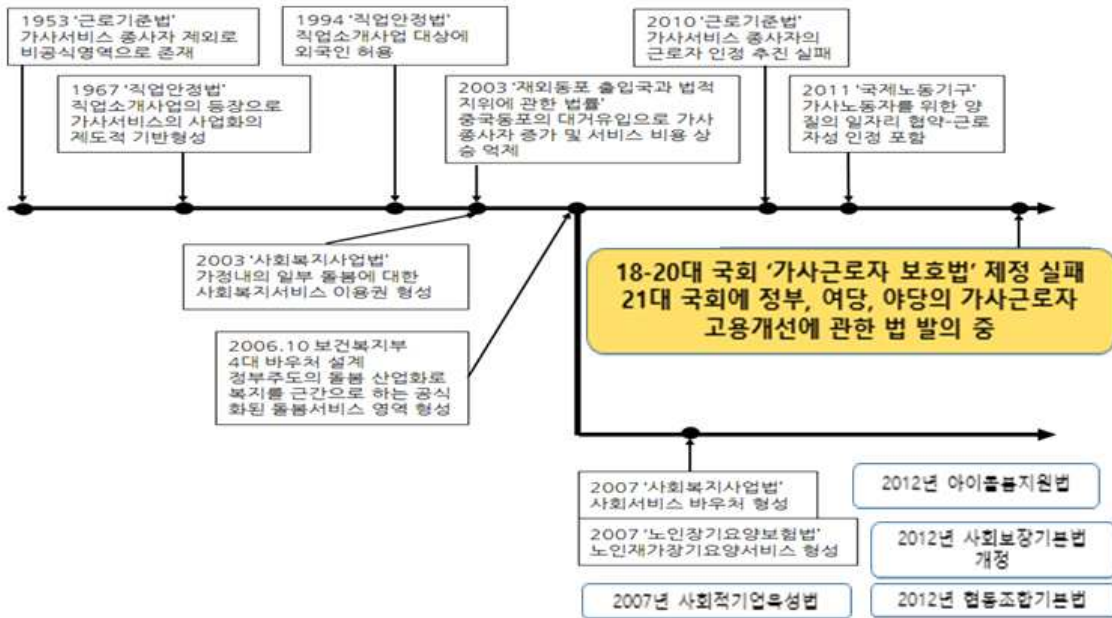 1953 ‘근로기준법’
가사서비스 종사자 제외로
비공식영역으로 존재
1994 ‘직업안정법’
직업소개사업 대상에
외국인 허용
2010 ‘근로기준법’
가사서비스 종사자의
근로자 인정 추진 실패
1967 ‘직업안정법’
직업소개사업의 등장으로
가사서비스의 사업화의
제도적 기반형성
2003 ‘재외동포 출입국과 법적
지위에 관한 법률’
중국동포의 대거유입으로 가사
종사자 증가 및 서비스 비용 상
승 억제
2011 ‘국제노동기구’
가사노동자를 위한 양
질의 일자리 협약-근로
자성 인정 포함
2003 ‘사회복지사업법’
가정내의 일부 돌봄에 대한
사회복지서비스 이용권 형성
18-20대 국회 ‘가사근로자 보호법’ 제정 실패
21대 국회에 정부, 여당, 야당의 가사근로자
고용개선에 관한 법 발의 중
2006.10 보건복지부
4대 바우처 설계
정부주도의 돌봄 산업화로
복지를 근간으로 하는 공식
화된 돌봄서비스 영역 형성
2007 ‘사회복지사업법’
사회서비스 바우처 형성
2007 ‘노인장기요양보험법’
노인재가장기요양서비스 형성
2007년 사회적기업육성법
2012년 아이돌봄지원법
2012년 사회보장기본법
개정
2012년 협동조합기본법